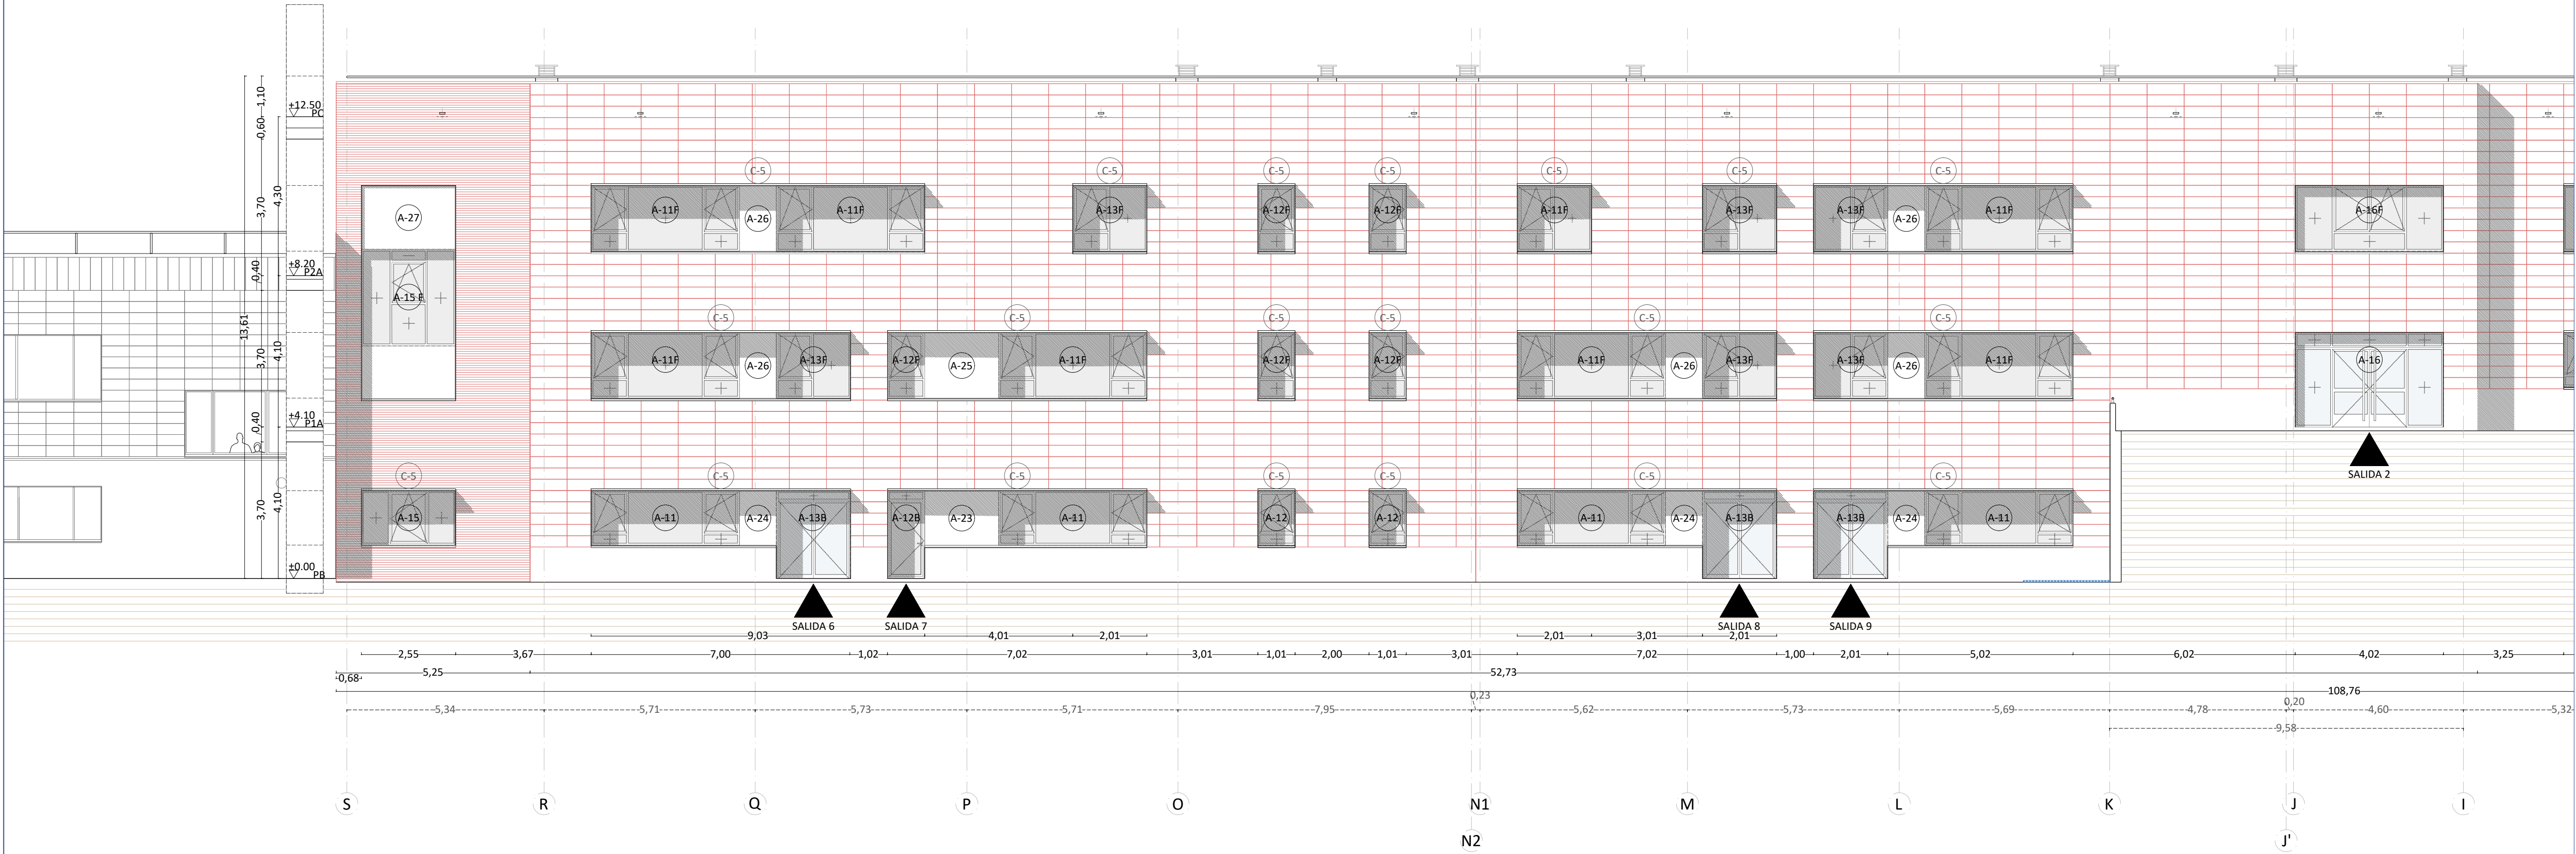 1,10
+12.50
PC
0,60
C-5 C-5 C-5 C-5 C-5 C-5 C-5
4,30
3,70
A-27 A-11F A-26 A-11F A-13F A-12F A-12F A-11F A-13F A-13F A-26 A-11F A-16F
+8.20
P2A
0,40
A-15 F
13,61
C-5 C-5 C-5 C-5 C-5 C-5
4,10
3,70
A-11F A-26 A-13F A-12F A-25 A-11F A-12F A-12F A-11F A-26 A-13F A-13F A-26 A-11F A-16
+4.10
P1A
0,40
SALIDA 2
C-5 C-5 C-5 C-5 C-5 C-5 C-5
4,10
3,70
A-15 A-11 A-24 A-13B A-12B A-23 A-11 A-12 A-12 A-11 A-24 A-13B A-13B A-24 A-11
±0.00
PB
SALIDA 6 SALIDA 7 SALIDA 8 SALIDA 9
9,03 4,01 2,01 2,01 3,01 2,01
2,55 3,67 7,00 1,02 7,02 3,01 1,01 2,00 1,01 3,01 7,02 1,00 2,01 5,02 6,02 4,02 3,25
0,68 5,25 52,73
108,76
0,23 0,20
5,34 5,71 5,73 5,71 7,95 5,62 5,73 5,69 4,78 4,60 5,32
9,58
S R Q P O N1 M L K J I
N2 J'